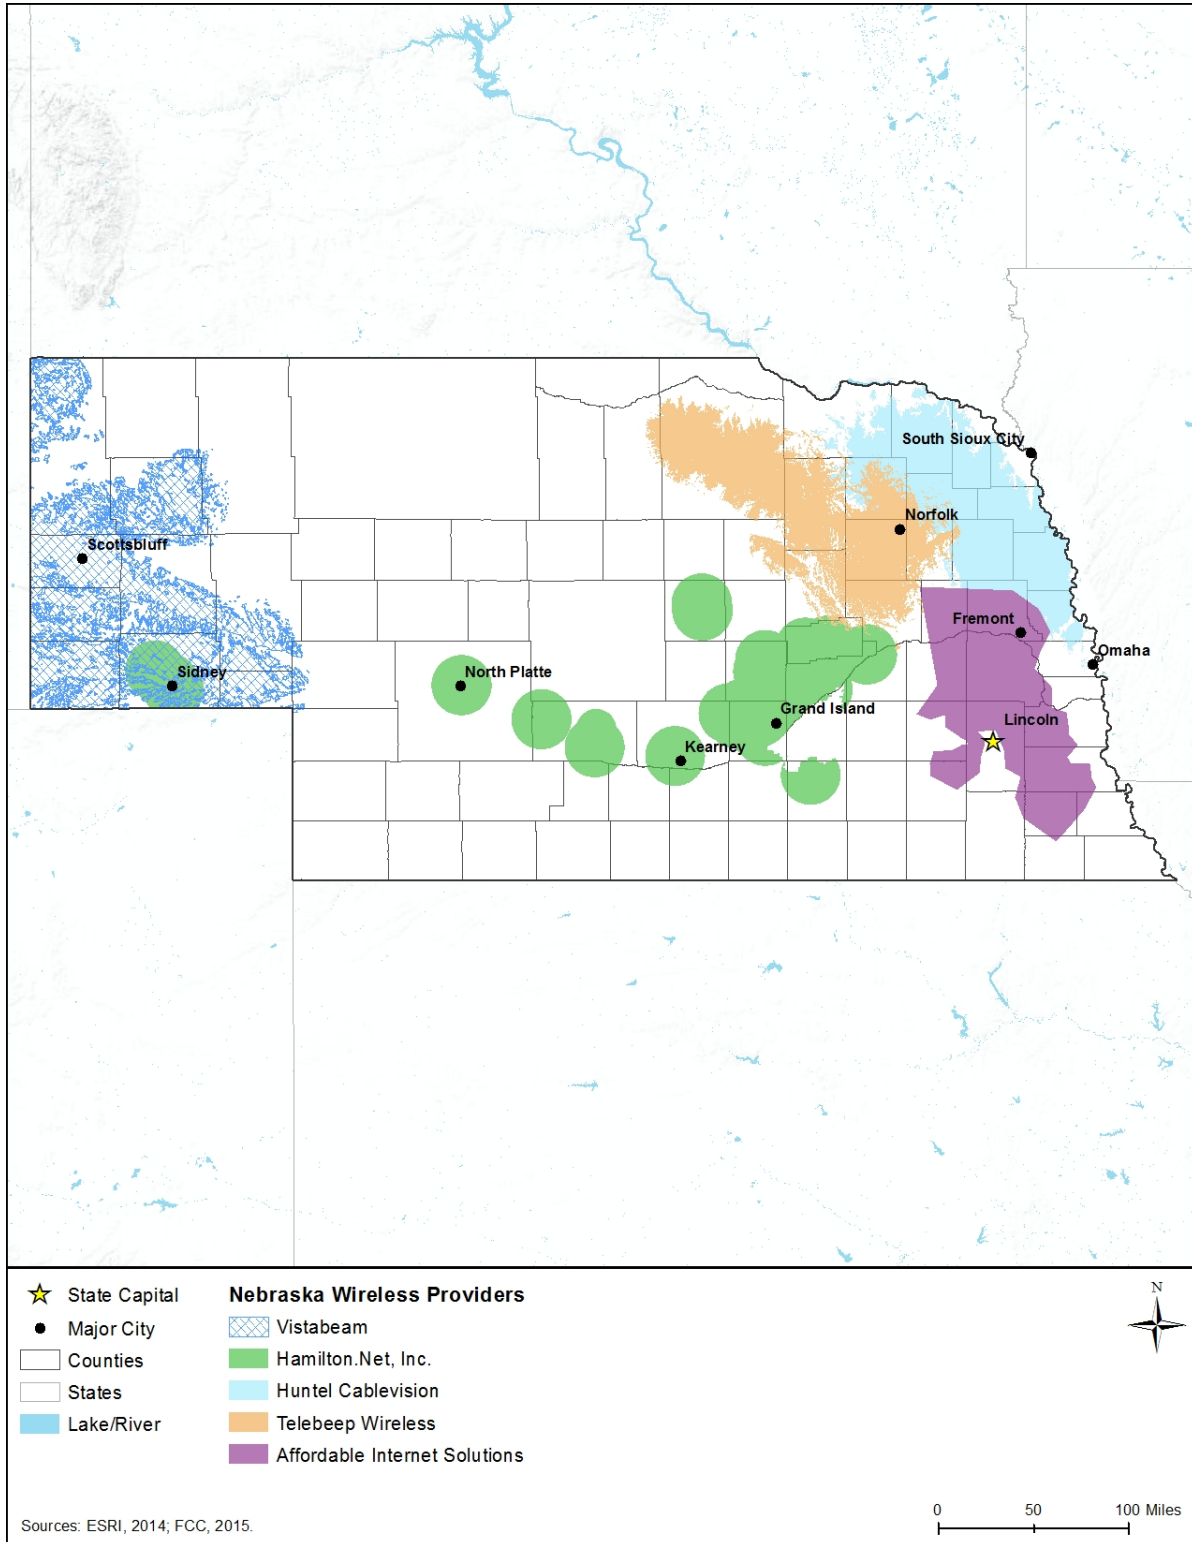 South Sioux City
Norfolk
Scottsbluff
Fremont
Omaha
Sidney
North Platte
Grand Island
Lincoln
Kearney
State Capital
Major City
Counties
States
Lake/River
Nebraska Wireless Providers
Vistabeam
Hamilton.Net, Inc.
Huntel Cablevision
Telebeep Wireless
Affordable Internet Solutions
N
0 50 100 Miles
Sources: ESRI, 2014; FCC, 2015.